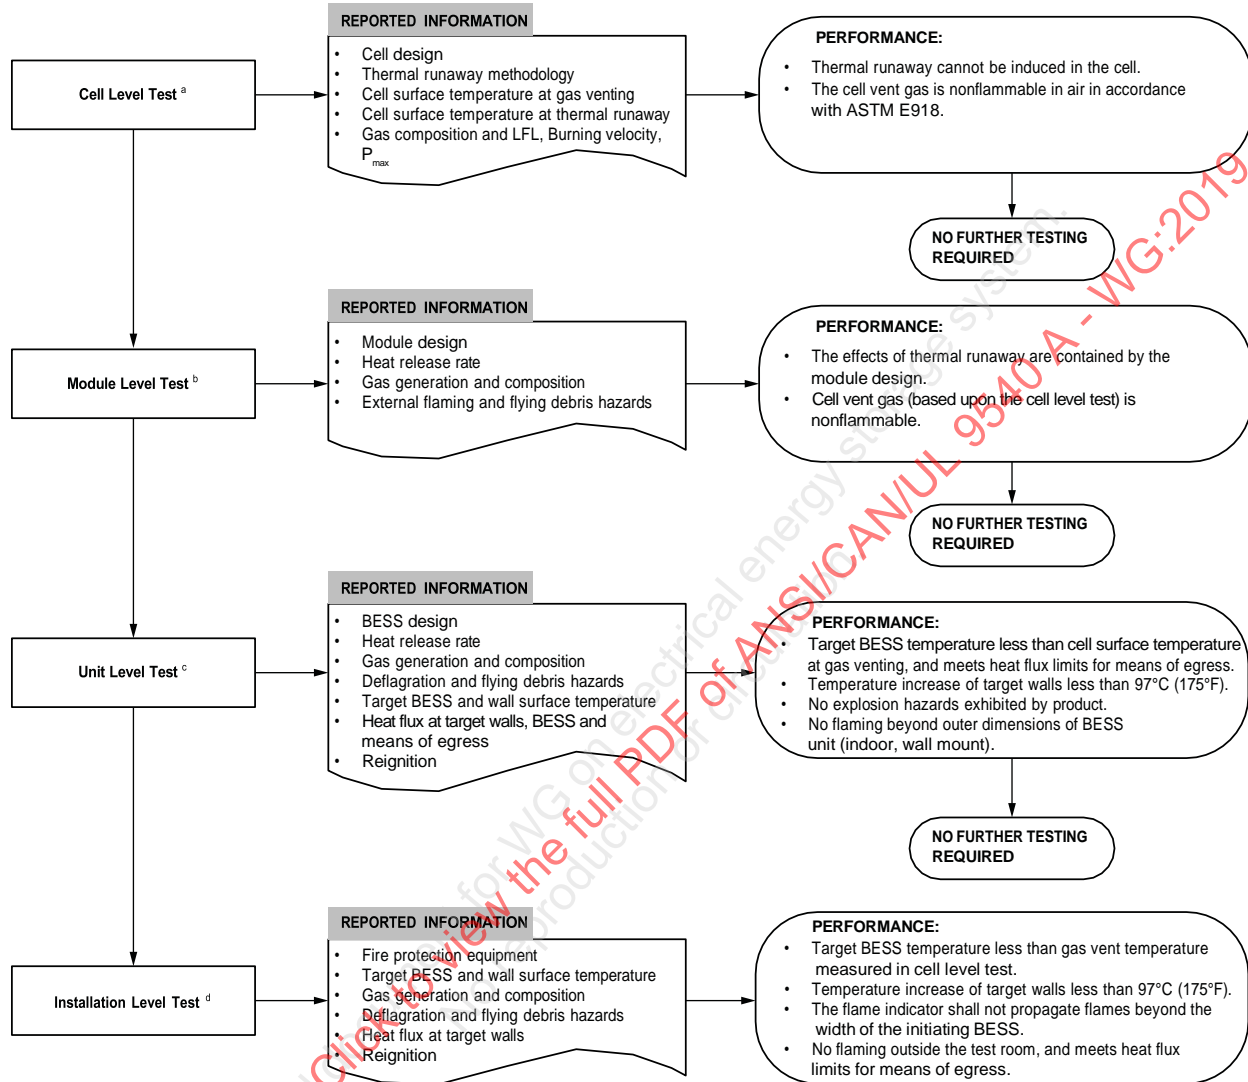 REPORTED INFORMATION
Cell Level Test a
• Cell design
• Thermal runaway methodology
• Cell surface temperature at gas venting
• Cell surface temperature at thermal runaway
• Gas composition and LFL, Burning velocity,
Pmax
PERFORMANCE:
• Thermal runaway cannot be induced in the cell.
• The cell vent gas is nonflammable in air in accordance
with ASTM E918.
NO FURTHER TESTING
REQUIRED
REPORTED INFORMATION
Module Level Test b
• Module design
• Heat release rate
• Gas generation and composition
• External flaming and flying debris hazards
PERFORMANCE:
• The effects of thermal runaway are contained by the
module design.
• Cell vent gas (based upon the cell level test) is
nonflammable.
NO FURTHER TESTING
REQUIRED
REPORTED INFORMATION
Unit Level Test c
• BESS design
• Heat release rate
• Gas generation and composition
• Deflagration and flying debris hazards
• Target BESS and wall surface temperature
• Heat flux at target walls, BESS and
means of egress
• Reignition
PERFORMANCE:
• Target BESS temperature less than cell surface temperature
at gas venting, and meets heat flux limits for means of egress.
• Temperature increase of target walls less than 97°C (175°F).
• No explosion hazards exhibited by product.
• No flaming beyond outer dimensions of BESS
unit (indoor, wall mount).
NO FURTHER TESTING
REQUIRED
REPORTED INFORMATION
Installation Level Test d
• Fire protection equipment
• Target BESS and wall surface temperature
• Gas generation and composition
• Deflagration and flying debris hazards
• Heat flux at target walls
• Reignition
PERFORMANCE:
• Target BESS temperature less than gas vent temperature
measured in cell level test.
• Temperature increase of target walls less than 97°C (175°F).
• The flame indicator shall not propagate flames beyond the
width of the initiating BESS.
• No flaming outside the test room, and meets heat flux
limits for means of egress.
Click to view the full PDF of ANSI/CAN/UL 9540 A - WG:2019
for WG on electrical energy storage system.
No reproduction or circulation